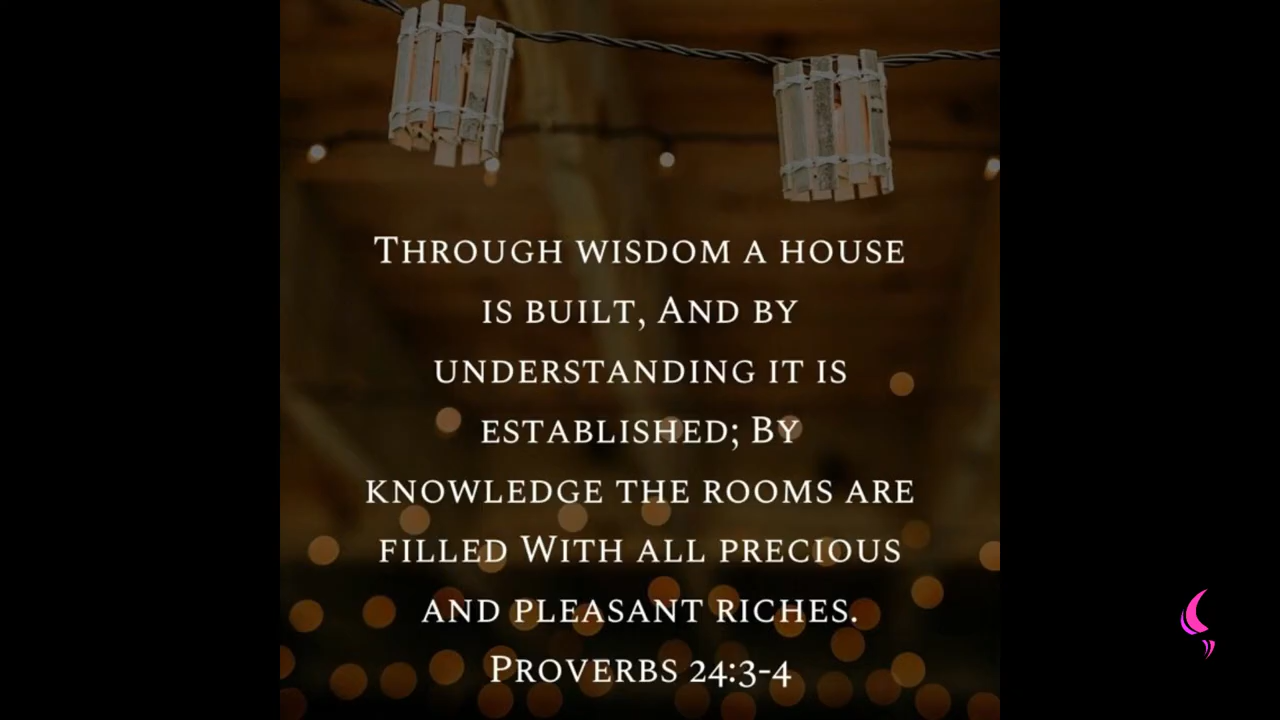 Through wisdom a house
is built, And by
understanding it is
established; By
knowledge the rooms are
filled With all precious
and pleasant riches.
Proverbs 24:3-4